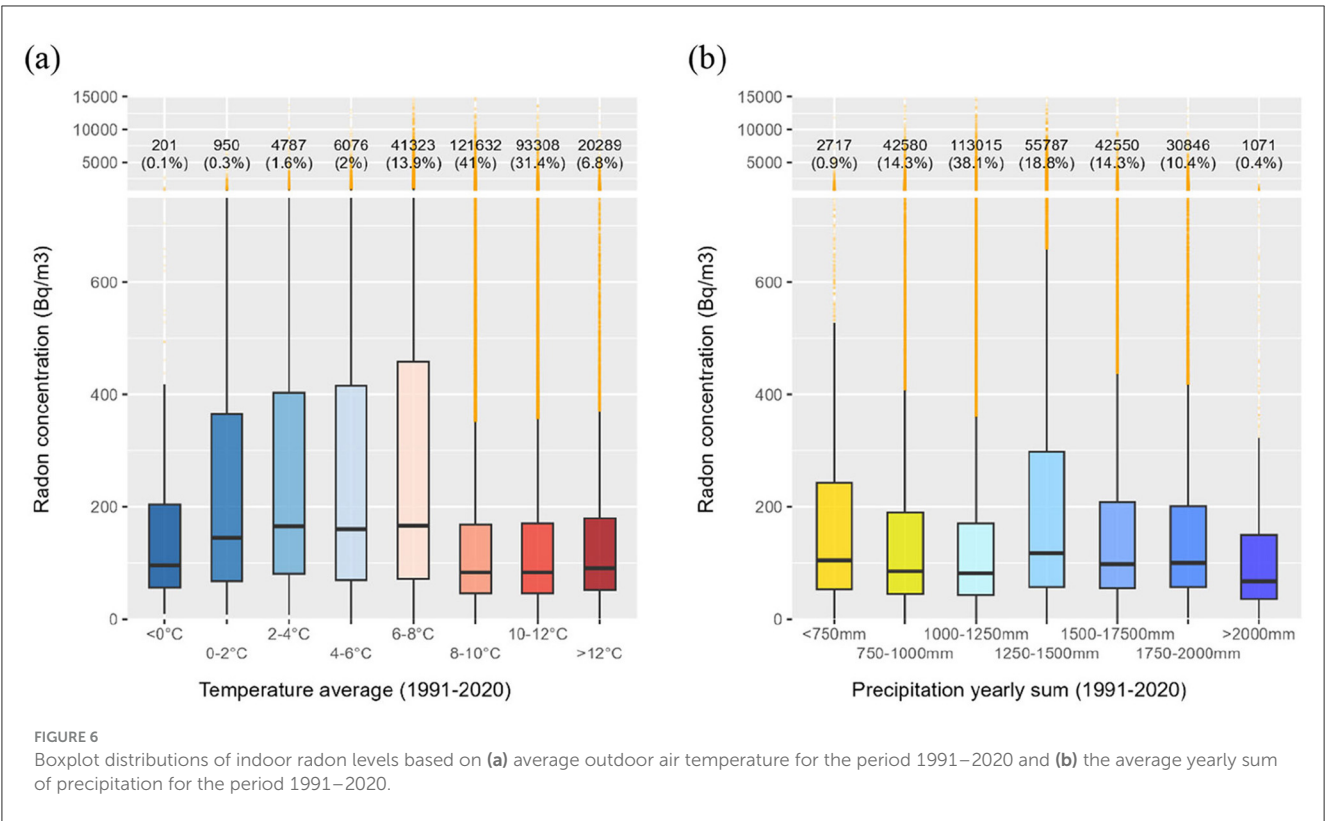 (a)
15000
10000
5000
201 950 4787 6076 41323 121632 93308 20289
(0.1%) (0.3%) (1.6%) (2%) (13.9%) (41%) (31.4%) (6.8%)
600
400
200
0
Radon concentration (Bq/m3)
<0°C 2-4°C 6-8°C 10-12°C
0-2°C 4-6°C 8-10°C >12°C
Temperature average (1991-2020)
(b)
15000
10000
5000
2717 42580 113015 55787 42550 30846 1071
(0.9%) (14.3%) (38.1%) (18.8%) (14.3%) (10.4%) (0.4%)
600
400
200
0
Radon concentration (Bq/m3)
<750mm 1000-1250mm 1500-17500mm >2000mm
750-1000mm 1250-1500mm 1750-2000mm
Precipitation yearly sum (1991-2020)
FIGURE 6
Boxplot distributions of indoor radon levels based on (a) average outdoor air temperature for the period 1991–2020 and (b) the average yearly sum
of precipitation for the period 1991–2020.